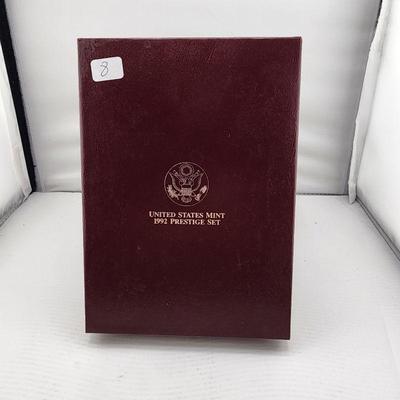 8
UNITED STATES MINT
1992 PRESTIGE SET